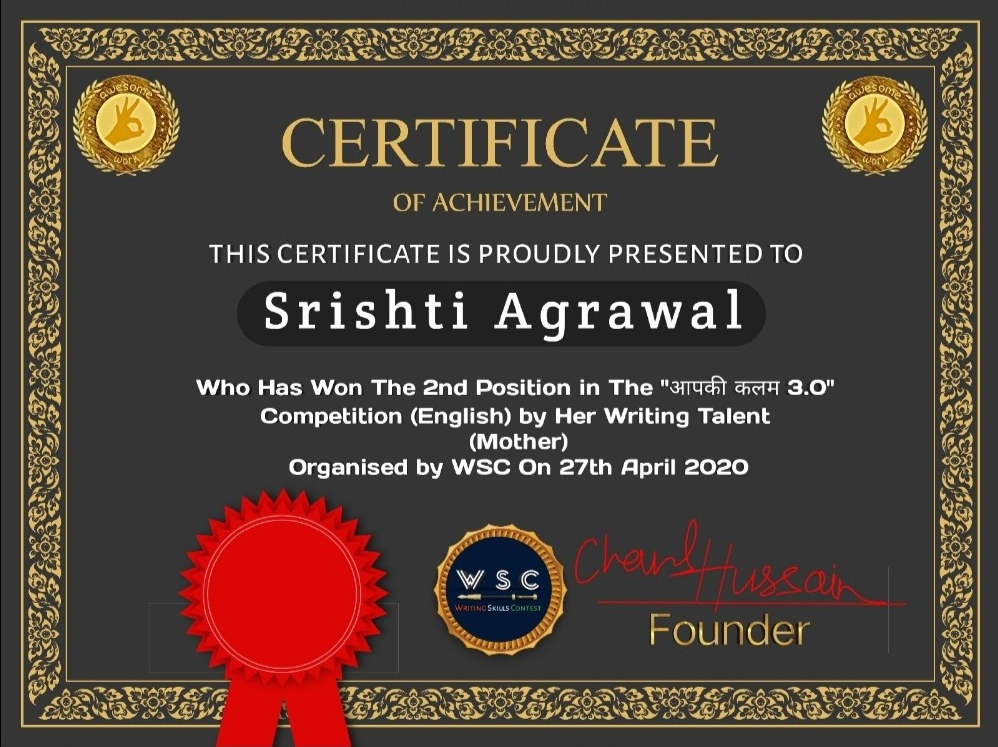 awesome
work
awesome
work
CERTIFICATE
OF ACHIEVEMENT
THIS CERTIFICATE IS PROUDLY PRESENTED TO
Srishti Agrawal
Who Has Won The 2nd Position in The "आपकी कलम 3.0"
Competition (English) by Her Writing Talent
(Mother)
Organised by WSC On 27th April 2020
WSC
WRITING SKILLS CONTEST
Hussain
Founder